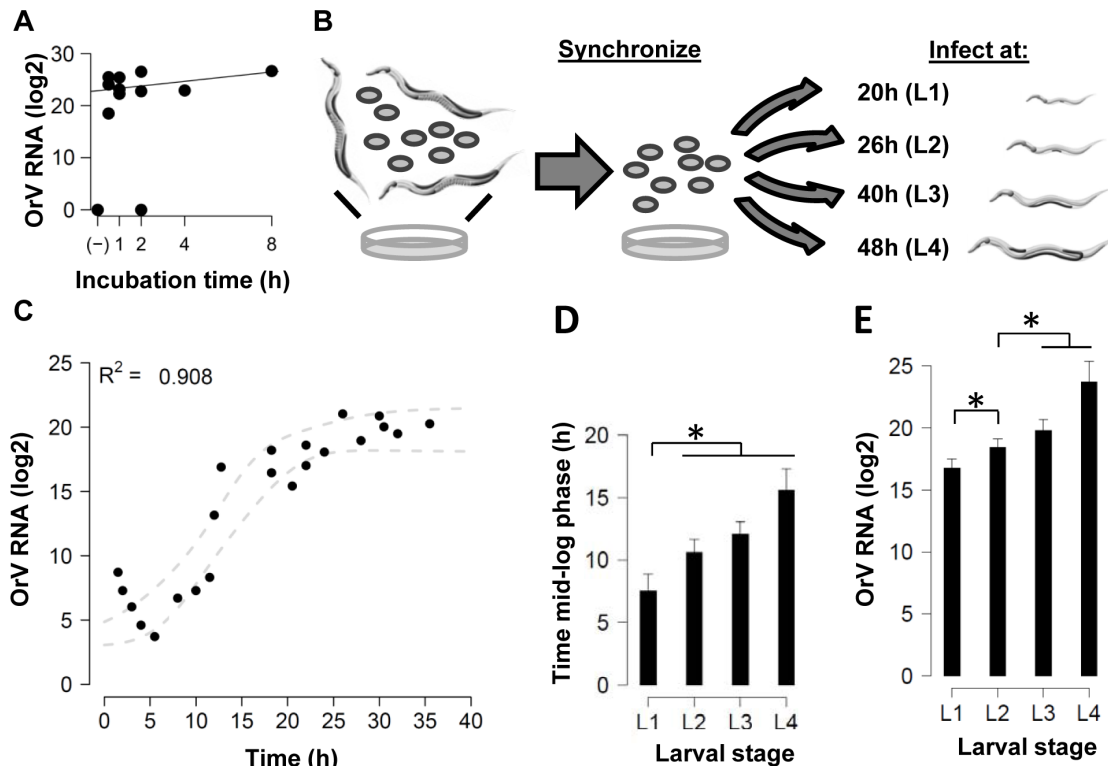 A
OrV RNA (log2)
30
20
10
0
(−) 1 2 4 8
Incubation time (h)
B
Synchronize
Infect at:
20h (L1)
26h (L2)
40h (L3)
48h (L4)
C
OrV RNA (log2)
25
20
15
10
5
0
R² = 0.908
0 5 10 15 20 25 30 35 40
Time (h)
D
Time mid-log phase (h)
20
15
10
5
0
*
L1 L2 L3 L4
Larval stage
E
OrV RNA (log2)
25
20
15
10
5
0
*
*
L1 L2 L3 L4
Larval stage